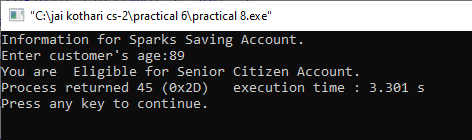 "C:\jai kothari cs-2\practical 6\practical 8.exe"
Information for Sparks Saving Account.
Enter customer's age:89
You are  Eligible for Senior Citizen Account.
Process returned 45 (0x2D)   execution time : 3.301 s
Press any key to continue.